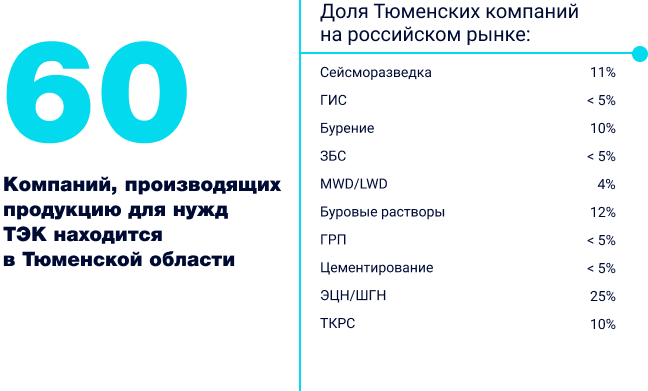 60
Компаний, производящих
продукцию для нужд
ТЭК находится
в Тюменской области
Доля Тюменских компаний
на российском рынке:
Сейсморазведка 11%
ГИС < 5%
Бурение 10%
ЗБС < 5%
MWD/LWD 4%
Буровые растворы 12%
ГРП < 5%
Цементирование < 5%
ЭЦН/ШГН 25%
ТКРС 10%